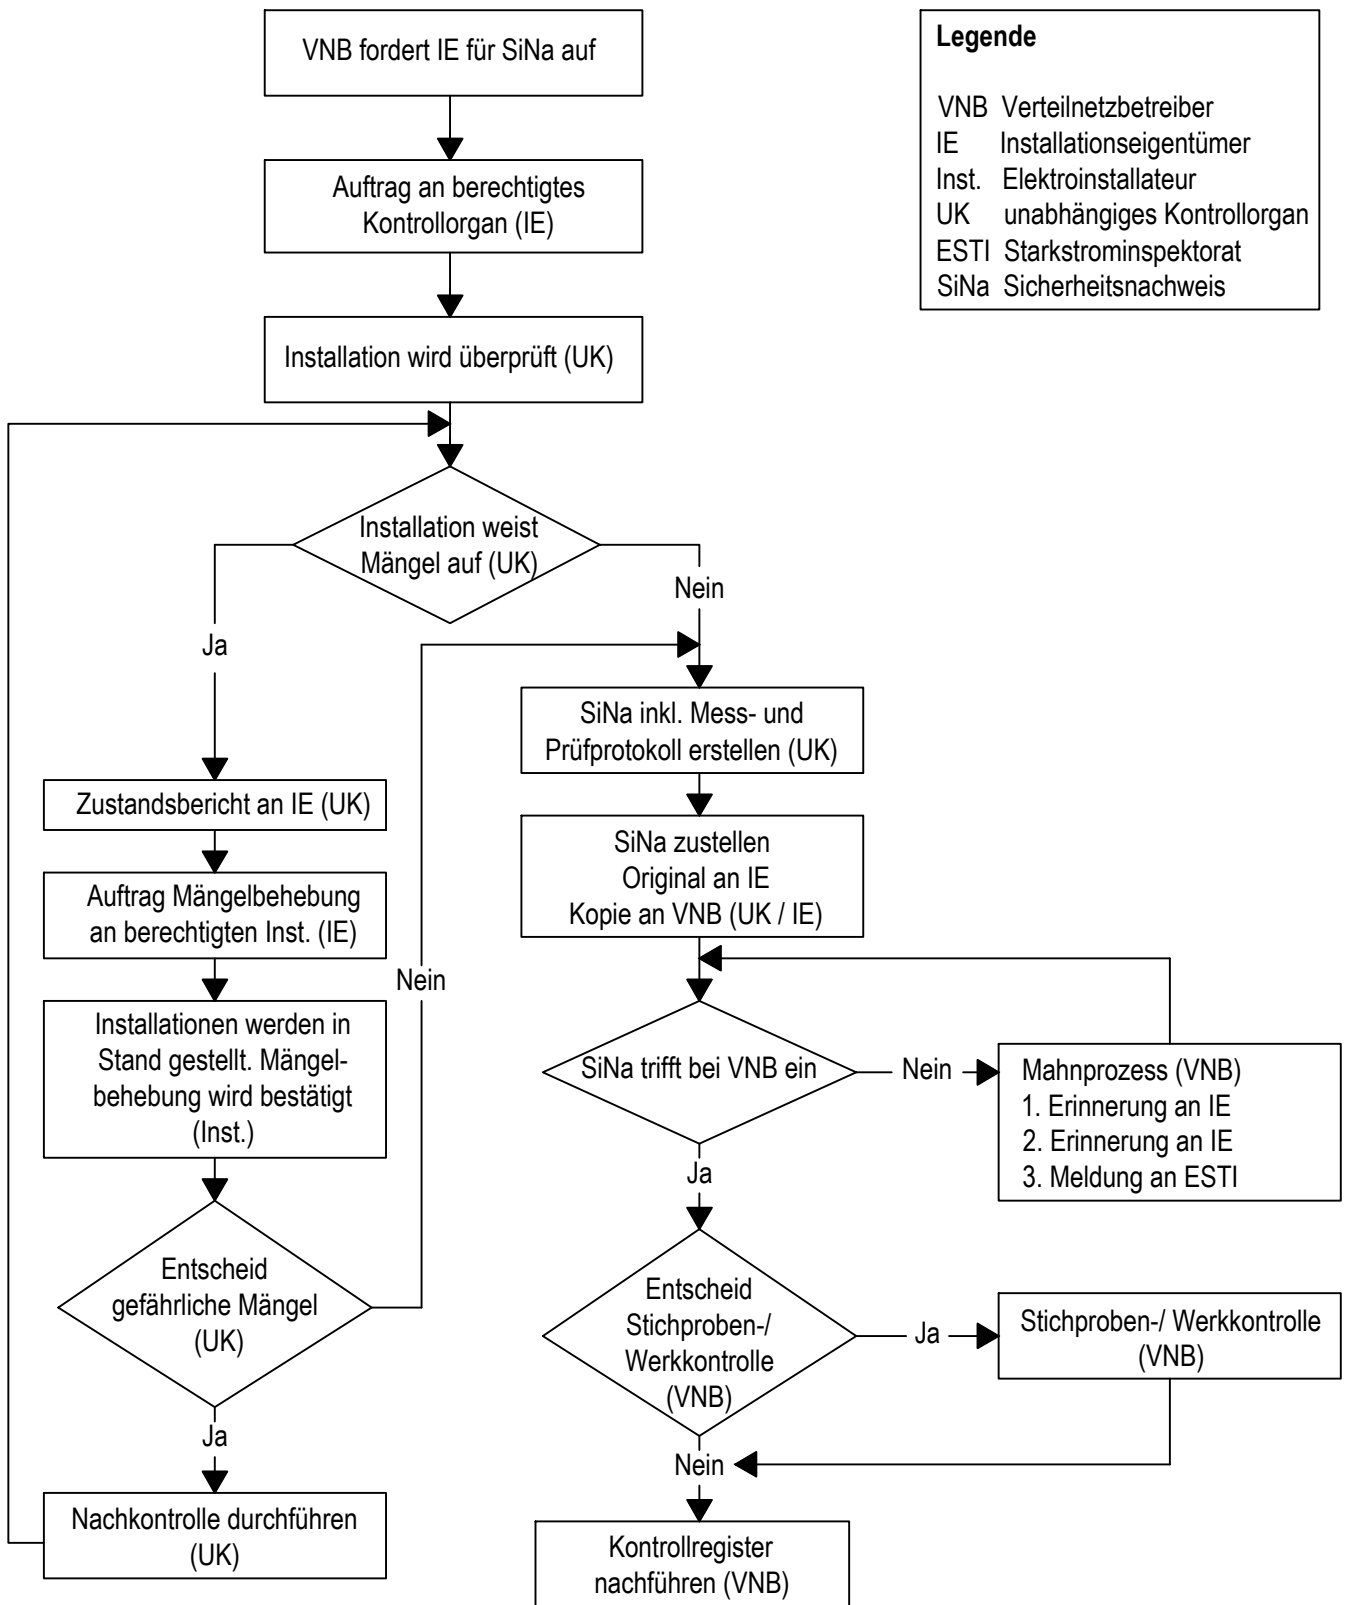 VNB fordert IE für SiNa auf
Auftrag an berechtigtes
Kontrollorgan (IE)
Installation wird überprüft (UK)
Legende
VNB Verteilnetzbetreiber
IE Installationseigentümer
Inst. Elektroinstallateur
UK unabhängiges Kontrollorgan
ESTI Starkstrominspektorat
SiNa Sicherheitsnachweis
Installation weist
Mängel auf (UK)
Ja
Nein
Zustandsbericht an IE (UK)
Auftrag Mängelbehebung
an berechtigten Inst. (IE)
Installationen werden in
Stand gestellt. Mängel-
behebung wird bestätigt
(Inst.)
Entscheid
gefährliche Mängel
(UK)
Nein
Ja
Nachkontrolle durchführen
(UK)
SiNa inkl. Mess- und
Prüfprotokoll erstellen (UK)
SiNa zustellen
Original an IE
Kopie an VNB (UK / IE)
SiNa trifft bei VNB ein
Nein
Mahnprozess (VNB)
1. Erinnerung an IE
2. Erinnerung an IE
3. Meldung an ESTI
Ja
Entscheid
Stichproben-/
Werkkontrolle
(VNB)
Ja
Stichproben-/ Werkkontrolle
(VNB)
Nein
Kontrollregister
nachführen (VNB)